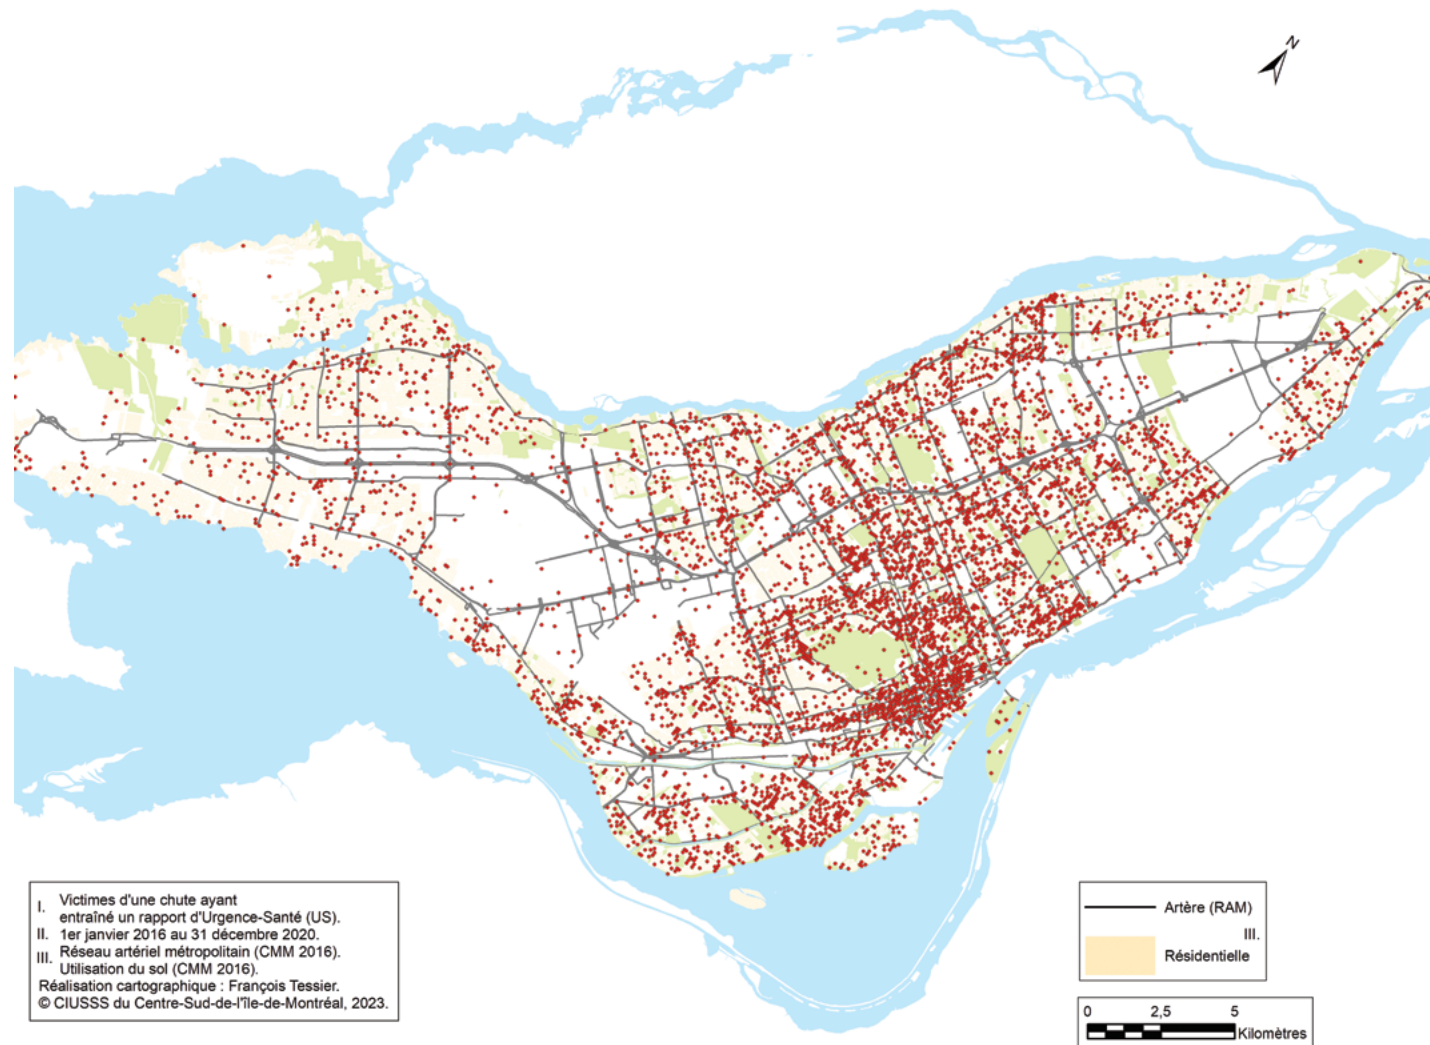 N
I. Victimes d'une chute ayant
entraîné un rapport d'Urgence-Santé (US).
II. 1er janvier 2016 au 31 décembre 2020.
III. Réseau artériel métropolitain (CMM 2016).
Utilisation du sol (CMM 2016).
Réalisation cartographique : François Tessier.
© CIUSSS du Centre-Sud-de-l'île-de-Montréal, 2023.
Artère (RAM)
III.
Résidentielle
0 2,5 5
Kilomètres